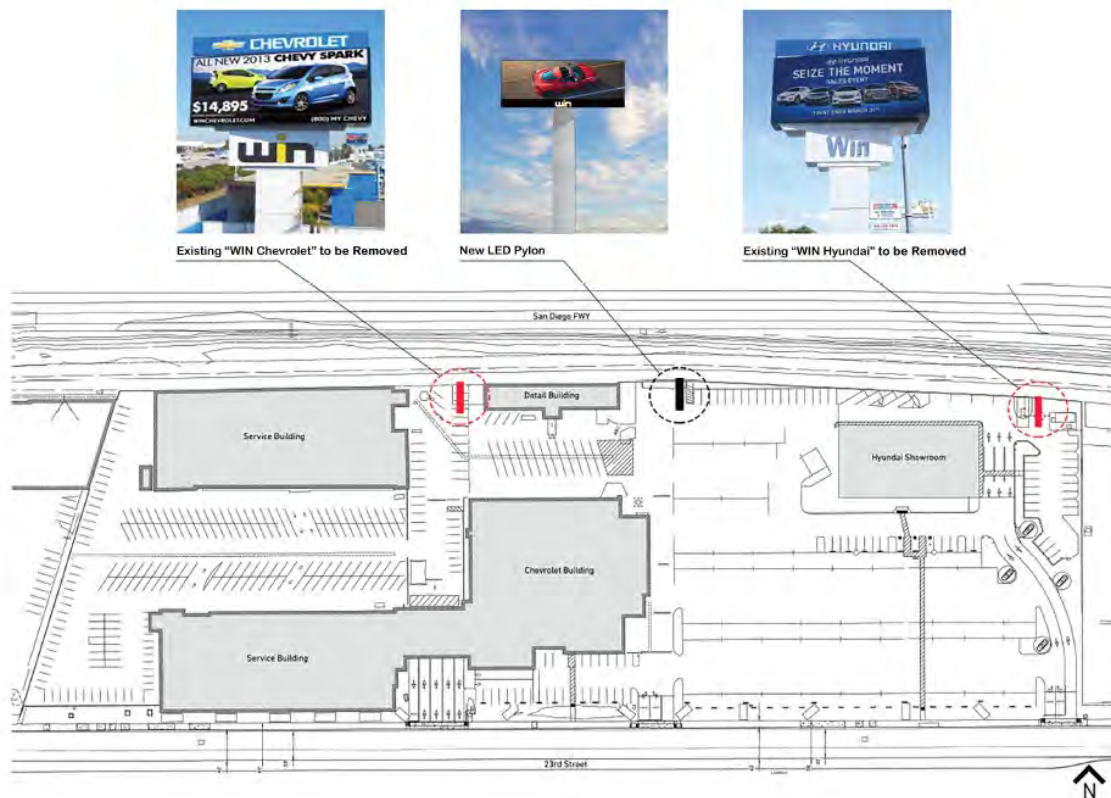 CHEVROLET
ALL NEW 2013 CHEVY SPARK
$14,895
WINCHEVROLET.COM
(800) MY CHEVY
win
win
HYUNDAI
HYUNDAI
SEIZE THE MOMENT
SALES EVENT
Win
Existing "WIN Chevrolet" to be Removed
New LED Pylon
Existing "WIN Hyundai" to be Removed
San Diego FWY
Detail Building
Service Building
Hyundai Showroom
Chevrolet Building
Service Building
23rd Street
N